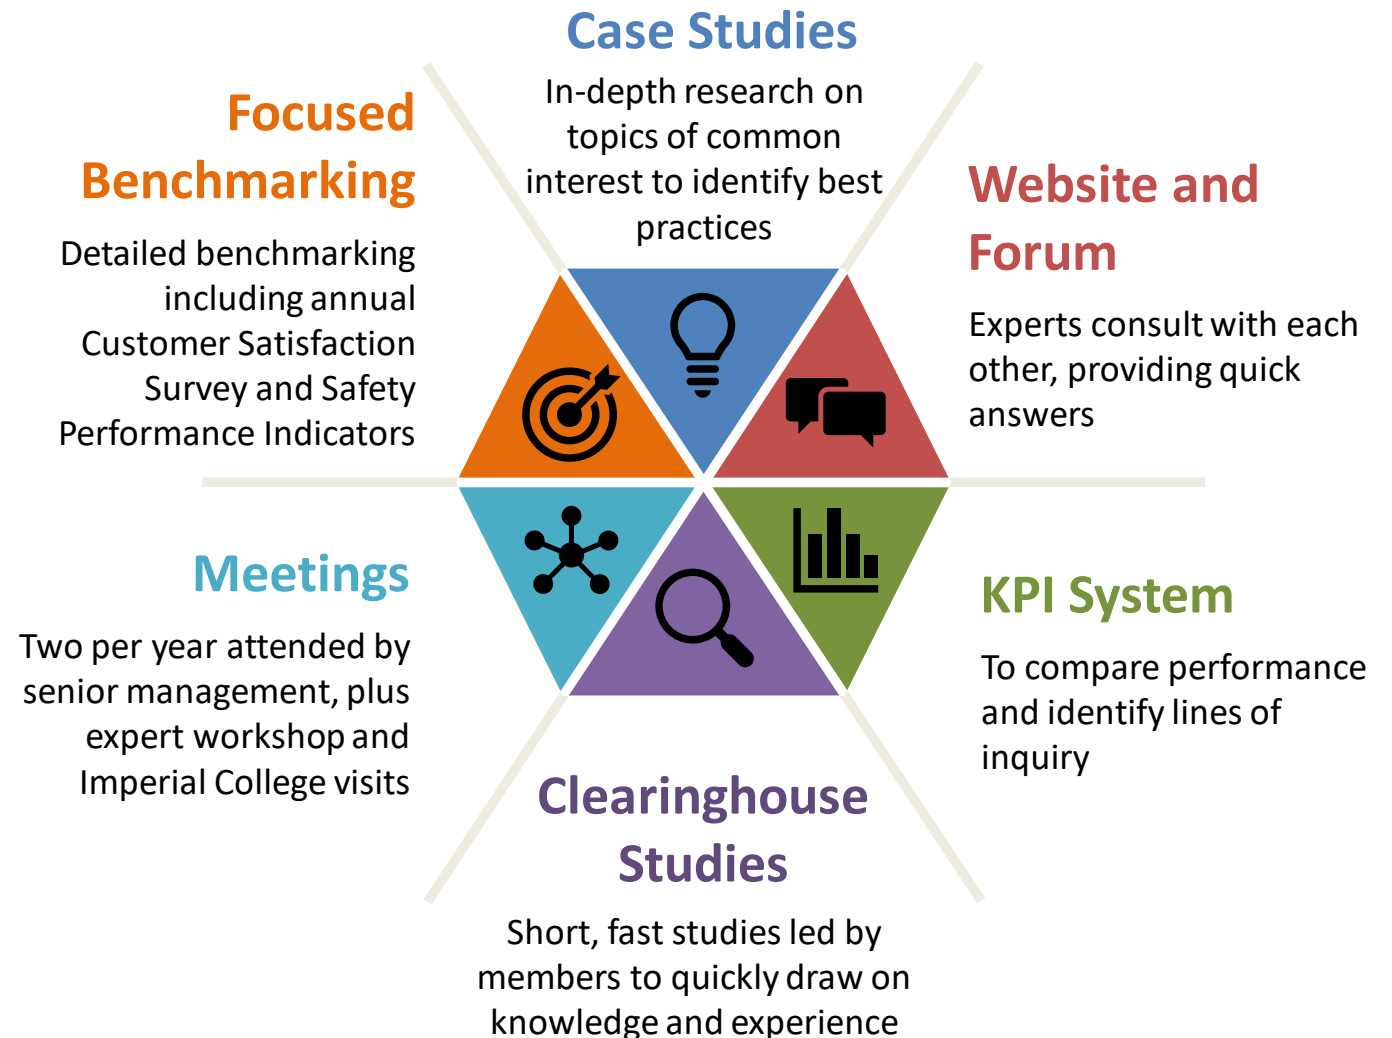 Case Studies
In-depth research on
topics of common
interest to identify best
practices
Website and
Forum
Experts consult with each
other, providing quick
answers
KPI System
To compare performance
and identify lines of
inquiry
Clearinghouse
Studies
Short, fast studies led by
members to quickly draw on
knowledge and experience
Meetings
Two per year attended by
senior management, plus
expert workshop and
Imperial College visits
Focused
Benchmarking
Detailed benchmarking
including annual
Customer Satisfaction
Survey and Safety
Performance Indicators